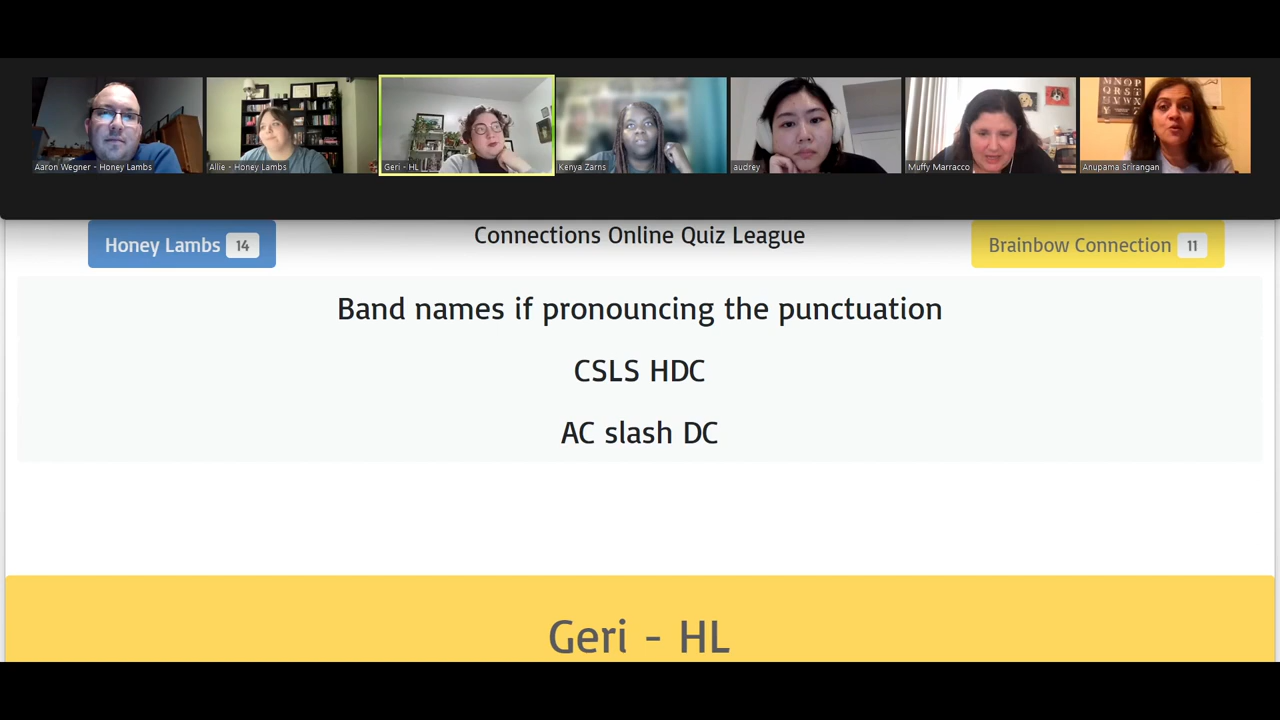 Aaron Wegner - Honey Lambs
Allie - Honey Lambs
Geri - HL
Kenya Zarns
audrey
Muffy Marracco
Anupama Srirangan
Honey Lambs 14
Connections Online Quiz League
Brainbow Connection 11
Band names if pronouncing the punctuation
CSLS HDC
AC slash DC
Geri - HL